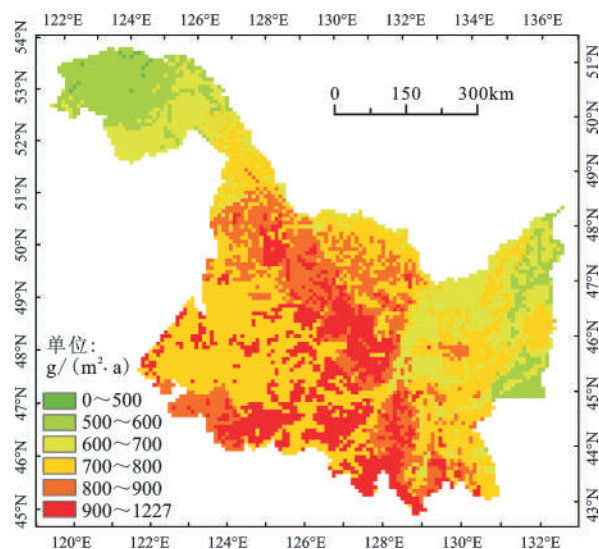 122°E 124°E 126°E 128°E 130°E 132°E 134°E 136°E
54°N
53°N
52°N
51°N
50°N
49°N
48°N
47°N
46°N
45°N
51°N
50°N
49°N
48°N
47°N
46°N
45°N
44°N
43°N
0 150 300km
单位:
g/(m²·a)
0～500
500～600
600～700
700～800
800～900
900～1227
120°E 122°E 124°E 126°E 128°E 130°E 132°E